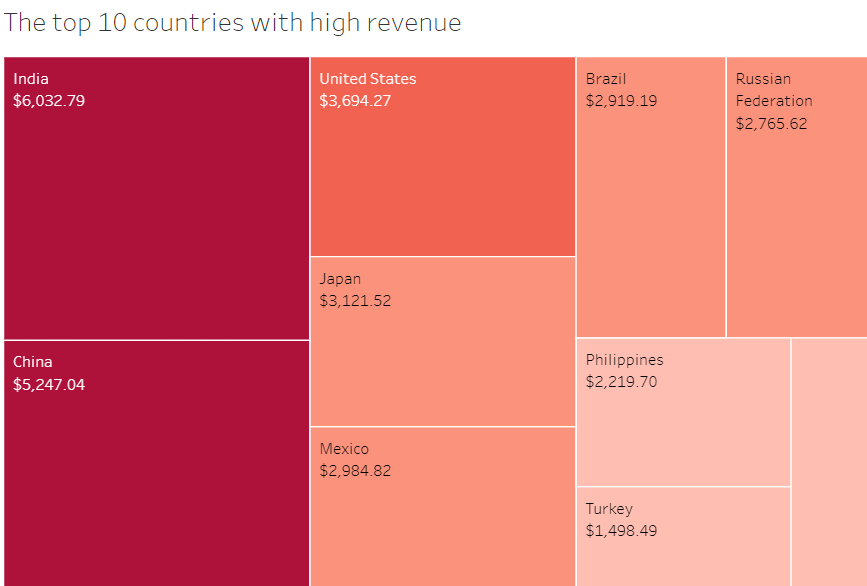 The top 10 countries with high revenue
India
$6,032.79
China
$5,247.04
United States
$3,694.27
Japan
$3,121.52
Mexico
$2,984.82
Brazil
$2,919.19
Russian
Federation
$2,765.62
Philippines
$2,219.70
Turkey
$1,498.49